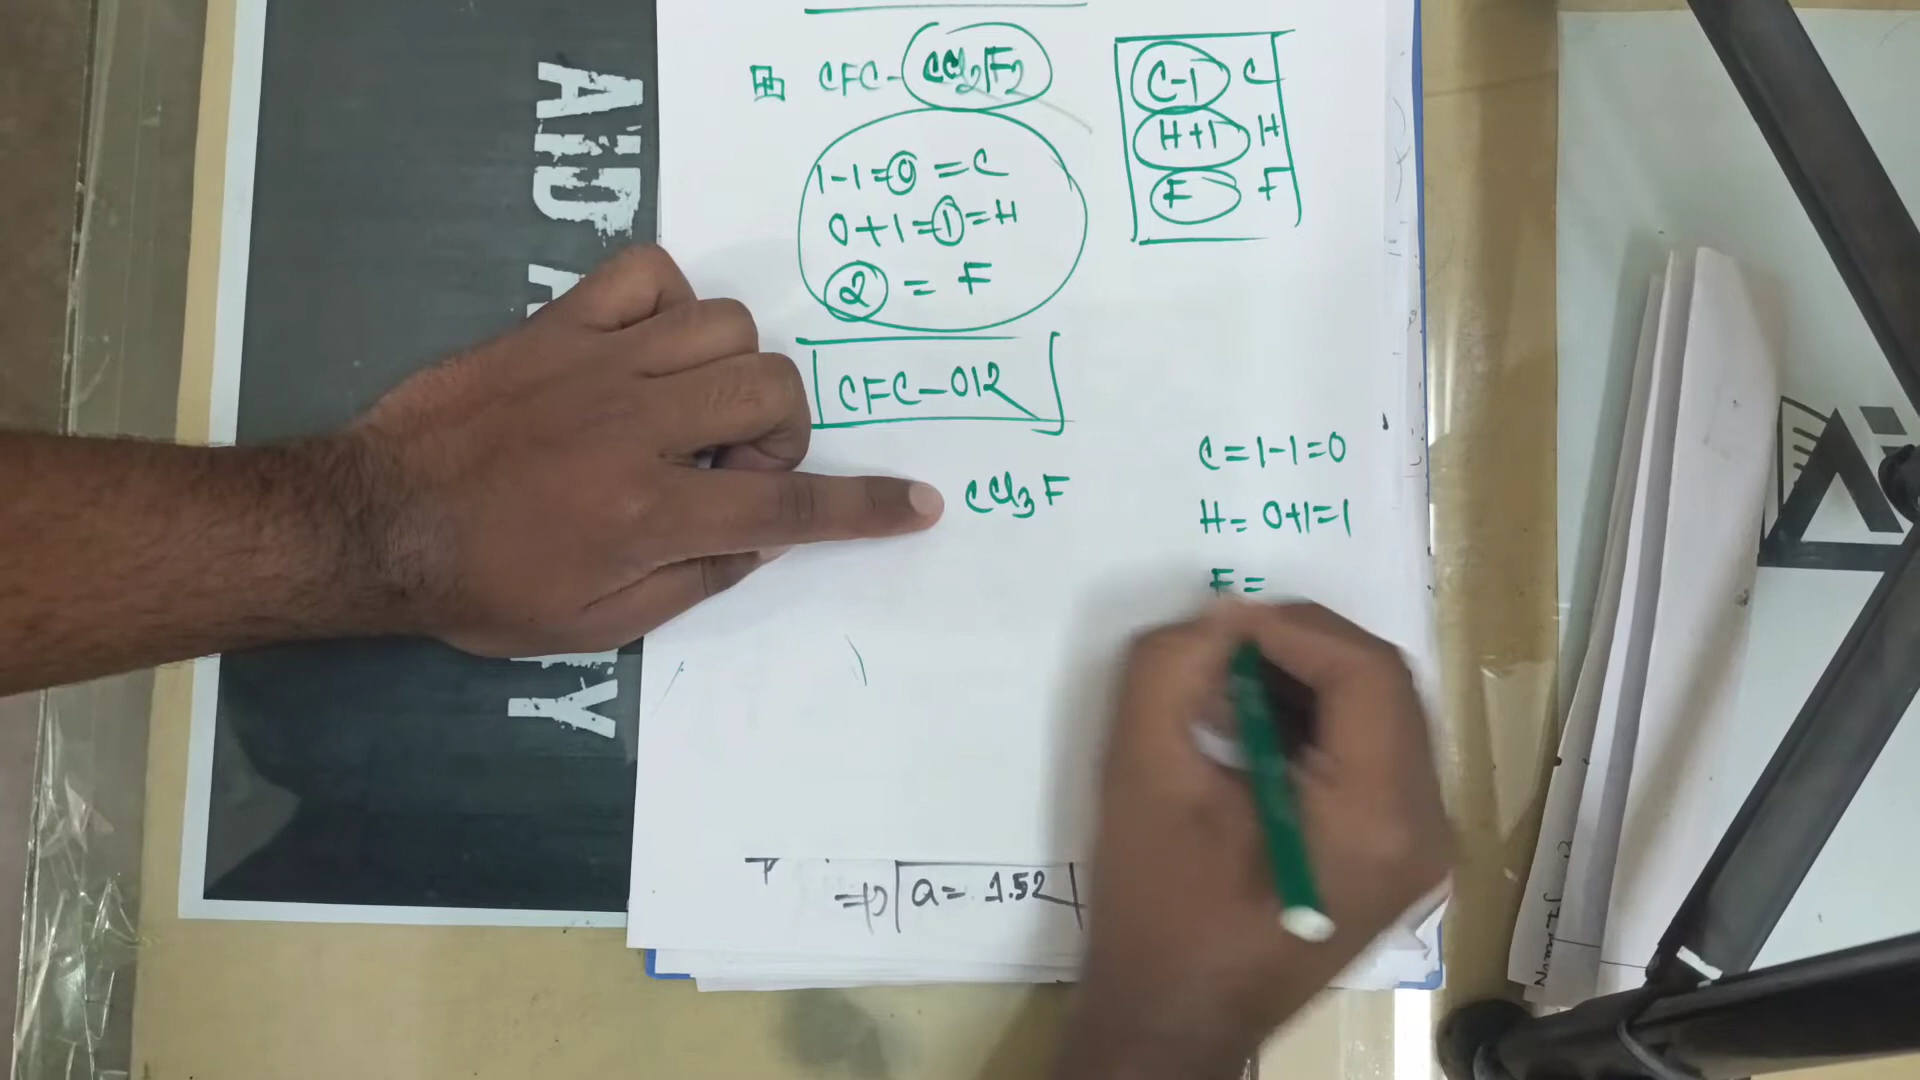 CFC-CCl₂F₂
1-1=0=C
0+1=1=H
2 = F
CFC-012
C-1 C
H+1 H
F F
CCl₃F
C=1-1=0
H= 0+1=1
F=
=> a= 1.52
AID A
Y